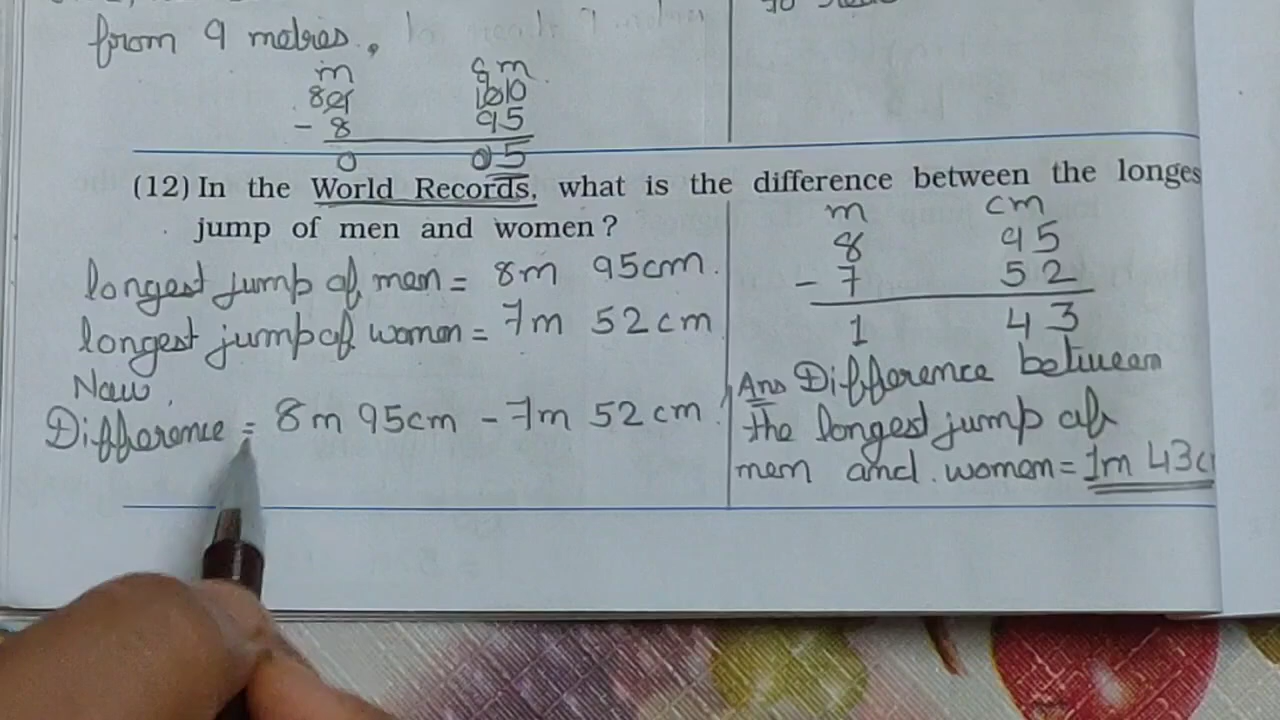 from 9 metres.
m cm
8 9 100
- 8 95
0 05
(12) In the World Records, what is the difference between the longes
jump of men and women ?
longest jump of men = 8m 95cm.
longest jump of women = 7m 52cm
Now,
Difference = 8m 95cm - 7m 52cm
m cm
8 95
- 7 52
1 43
Ans Difference between
the longest jump of
men and women = 1m 43c